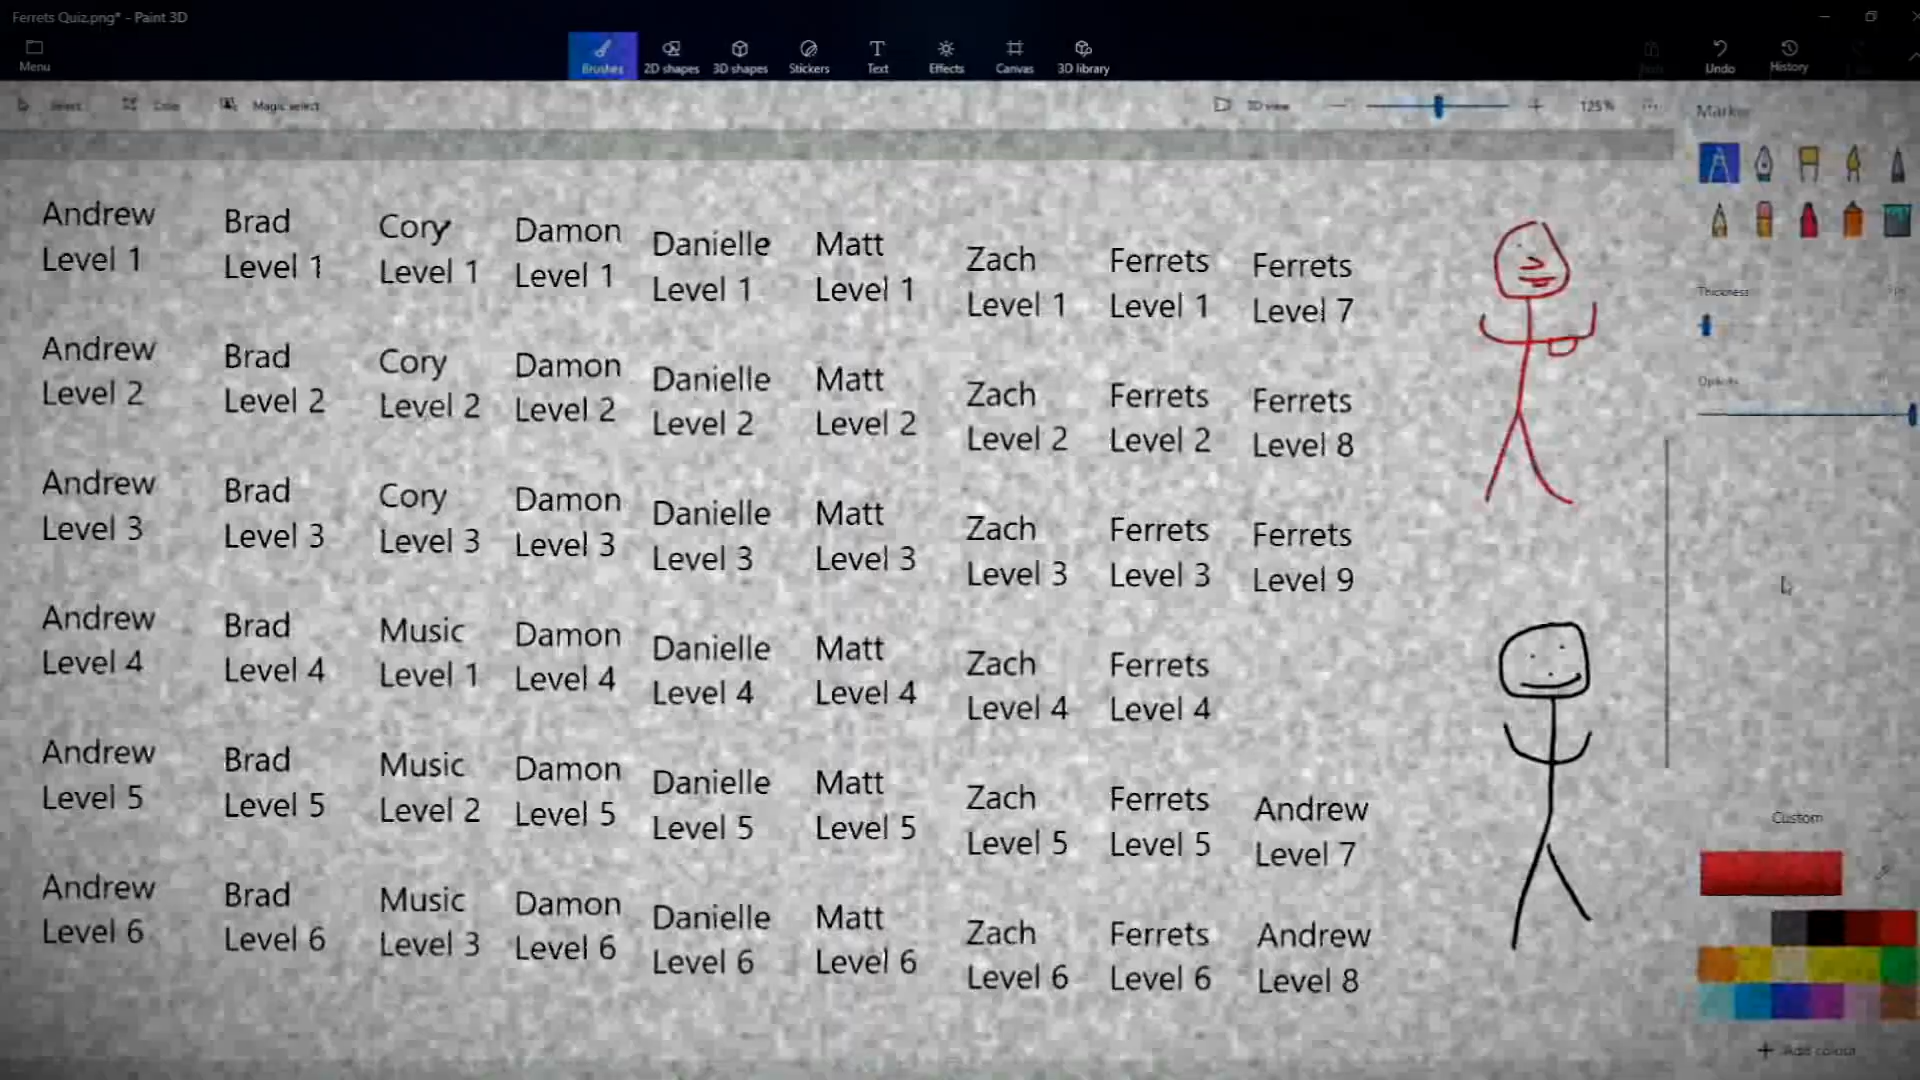 Ferrets Quiz.png* - Paint 3D
Menu
Brushes
2D shapes
3D shapes
Stickers
Text
Effects
Canvas
3D library
Undo
History
Select
Magic select
3D view
125%
Marker
Thickness
Opacity
Andrew
Level 1
Brad
Level 1
Cory
Level 1
Damon
Level 1
Danielle
Level 1
Matt
Level 1
Zach
Level 1
Ferrets
Level 1
Ferrets
Level 7
Andrew
Level 2
Brad
Level 2
Cory
Level 2
Damon
Level 2
Danielle
Level 2
Matt
Level 2
Zach
Level 2
Ferrets
Level 2
Ferrets
Level 8
Andrew
Level 3
Brad
Level 3
Cory
Level 3
Damon
Level 3
Danielle
Level 3
Matt
Level 3
Zach
Level 3
Ferrets
Level 3
Ferrets
Level 9
Andrew
Level 4
Brad
Level 4
Music
Level 1
Damon
Level 4
Danielle
Level 4
Matt
Level 4
Zach
Level 4
Ferrets
Level 4
Andrew
Level 5
Brad
Level 5
Music
Level 2
Damon
Level 5
Danielle
Level 5
Matt
Level 5
Zach
Level 5
Ferrets
Level 5
Andrew
Level 7
Andrew
Level 6
Brad
Level 6
Music
Level 3
Damon
Level 6
Danielle
Level 6
Matt
Level 6
Zach
Level 6
Ferrets
Level 6
Andrew
Level 8
Custom
Add colour